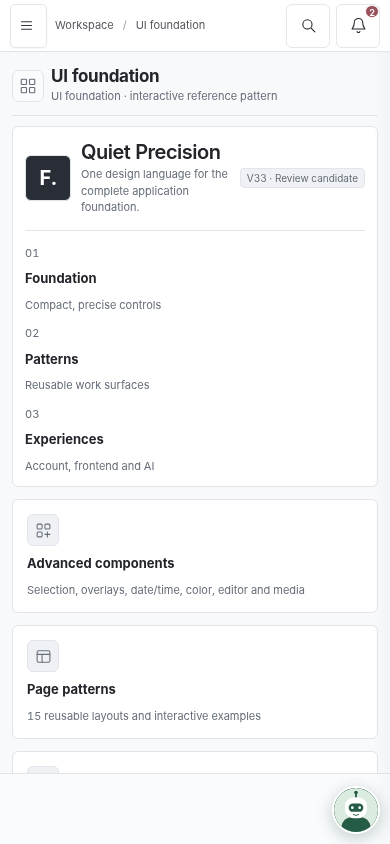 Workspace / UI foundation
2
UI foundation
UI foundation · interactive reference pattern
F.
Quiet Precision
One design language for the
complete application
foundation.
V33 · Review candidate
01
Foundation
Compact, precise controls
02
Patterns
Reusable work surfaces
03
Experiences
Account, frontend and AI
Advanced components
Selection, overlays, date/time, color, editor and media
Page patterns
15 reusable layouts and interactive examples